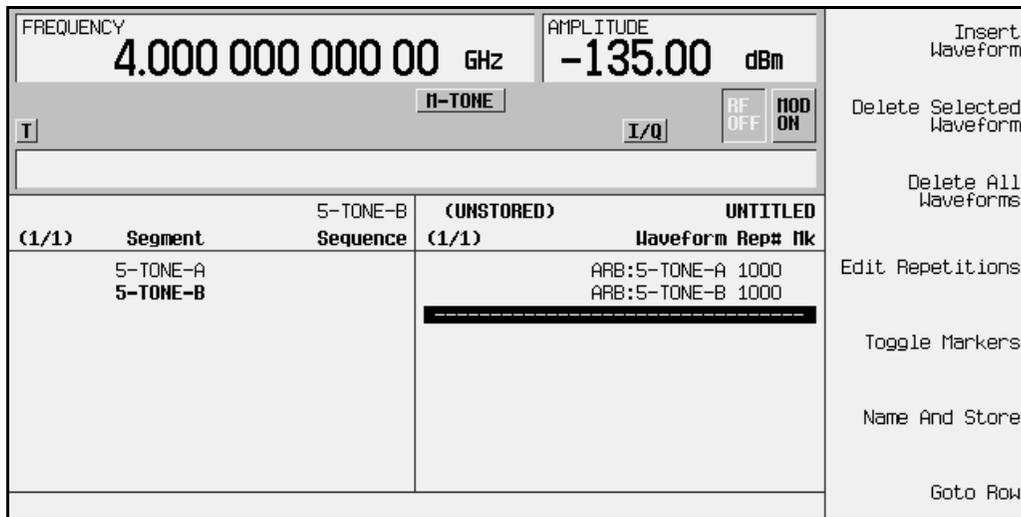 FREQUENCY
4.000 000 000 00 GHz
AMPLITUDE
-135.00 dBm
M-TONE
T
I/Q
RF
OFF
MOD
ON
5-TONE-B
(1/1) Segment Sequence
5-TONE-A
5-TONE-B
(UNSTORED) UNTITLED
(1/1) Waveform Rep# Mk
ARB:5-TONE-A 1000
ARB:5-TONE-B 1000
---------------------------------
Insert
Waveform
Delete Selected
Waveform
Delete All
Waveforms
Edit Repetitions
Toggle Markers
Name And Store
Goto Row